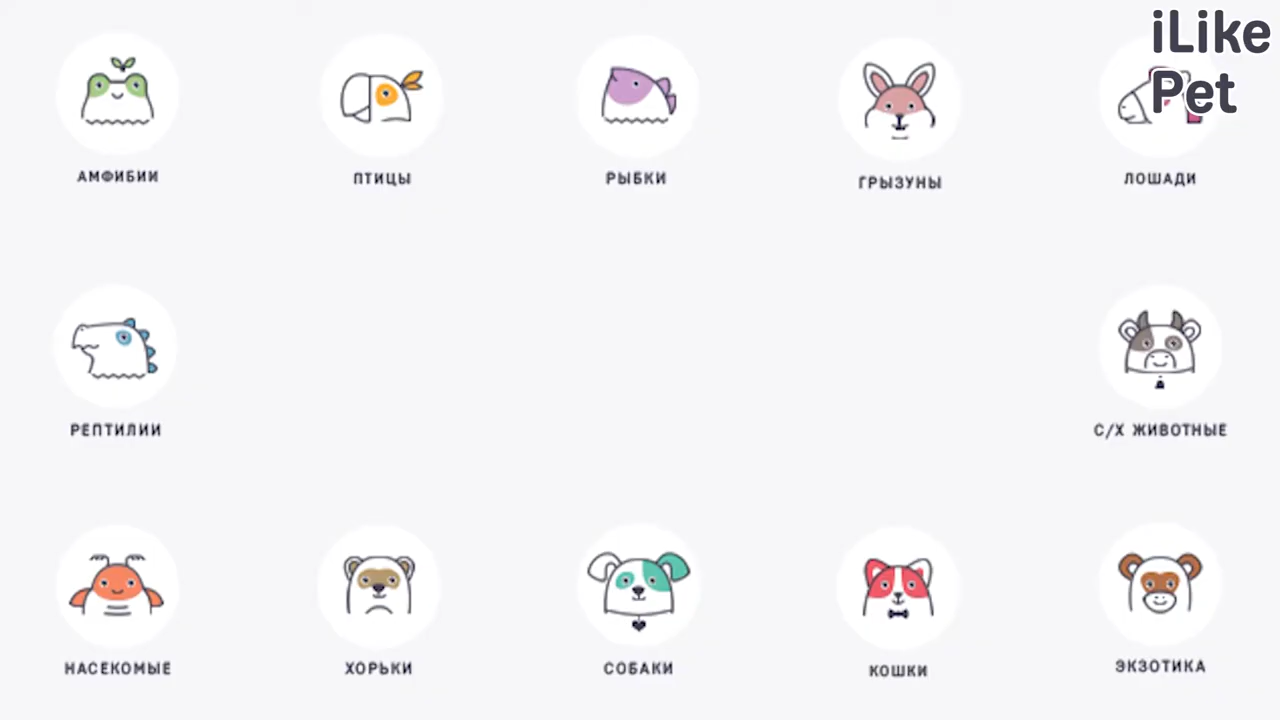 iLike
Pet
АМФИБИИ
ПТИЦЫ
РЫБКИ
ГРЫЗУНЫ
ЛОШАДИ
РЕПТИЛИИ
С/Х ЖИВОТНЫЕ
НАСЕКОМЫЕ
ХОРЬКИ
СОБАКИ
КОШКИ
ЭКЗОТИКА